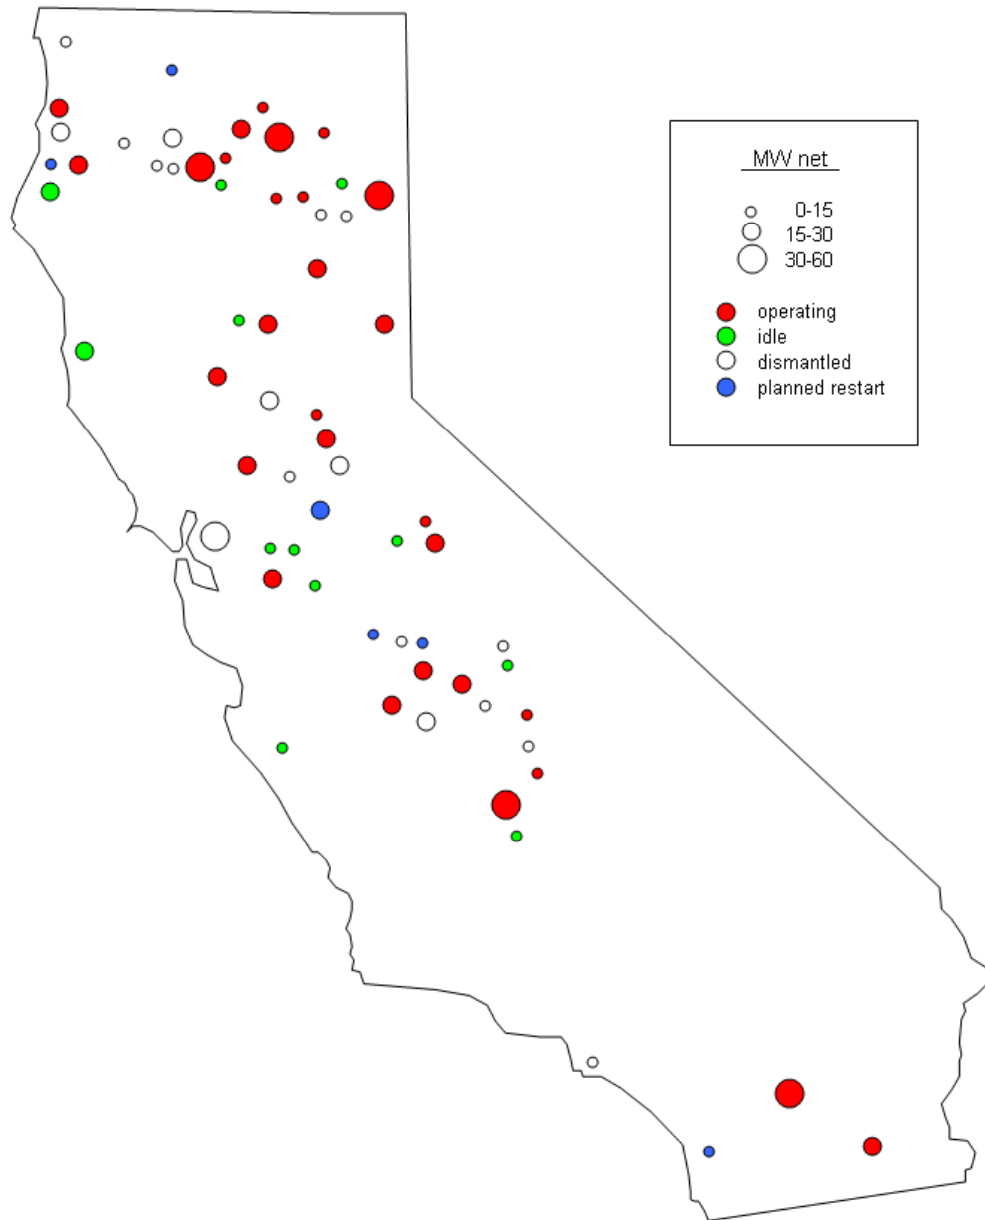 MW net
0-15
15-30
30-60
operating
idle
dismantled
planned restart